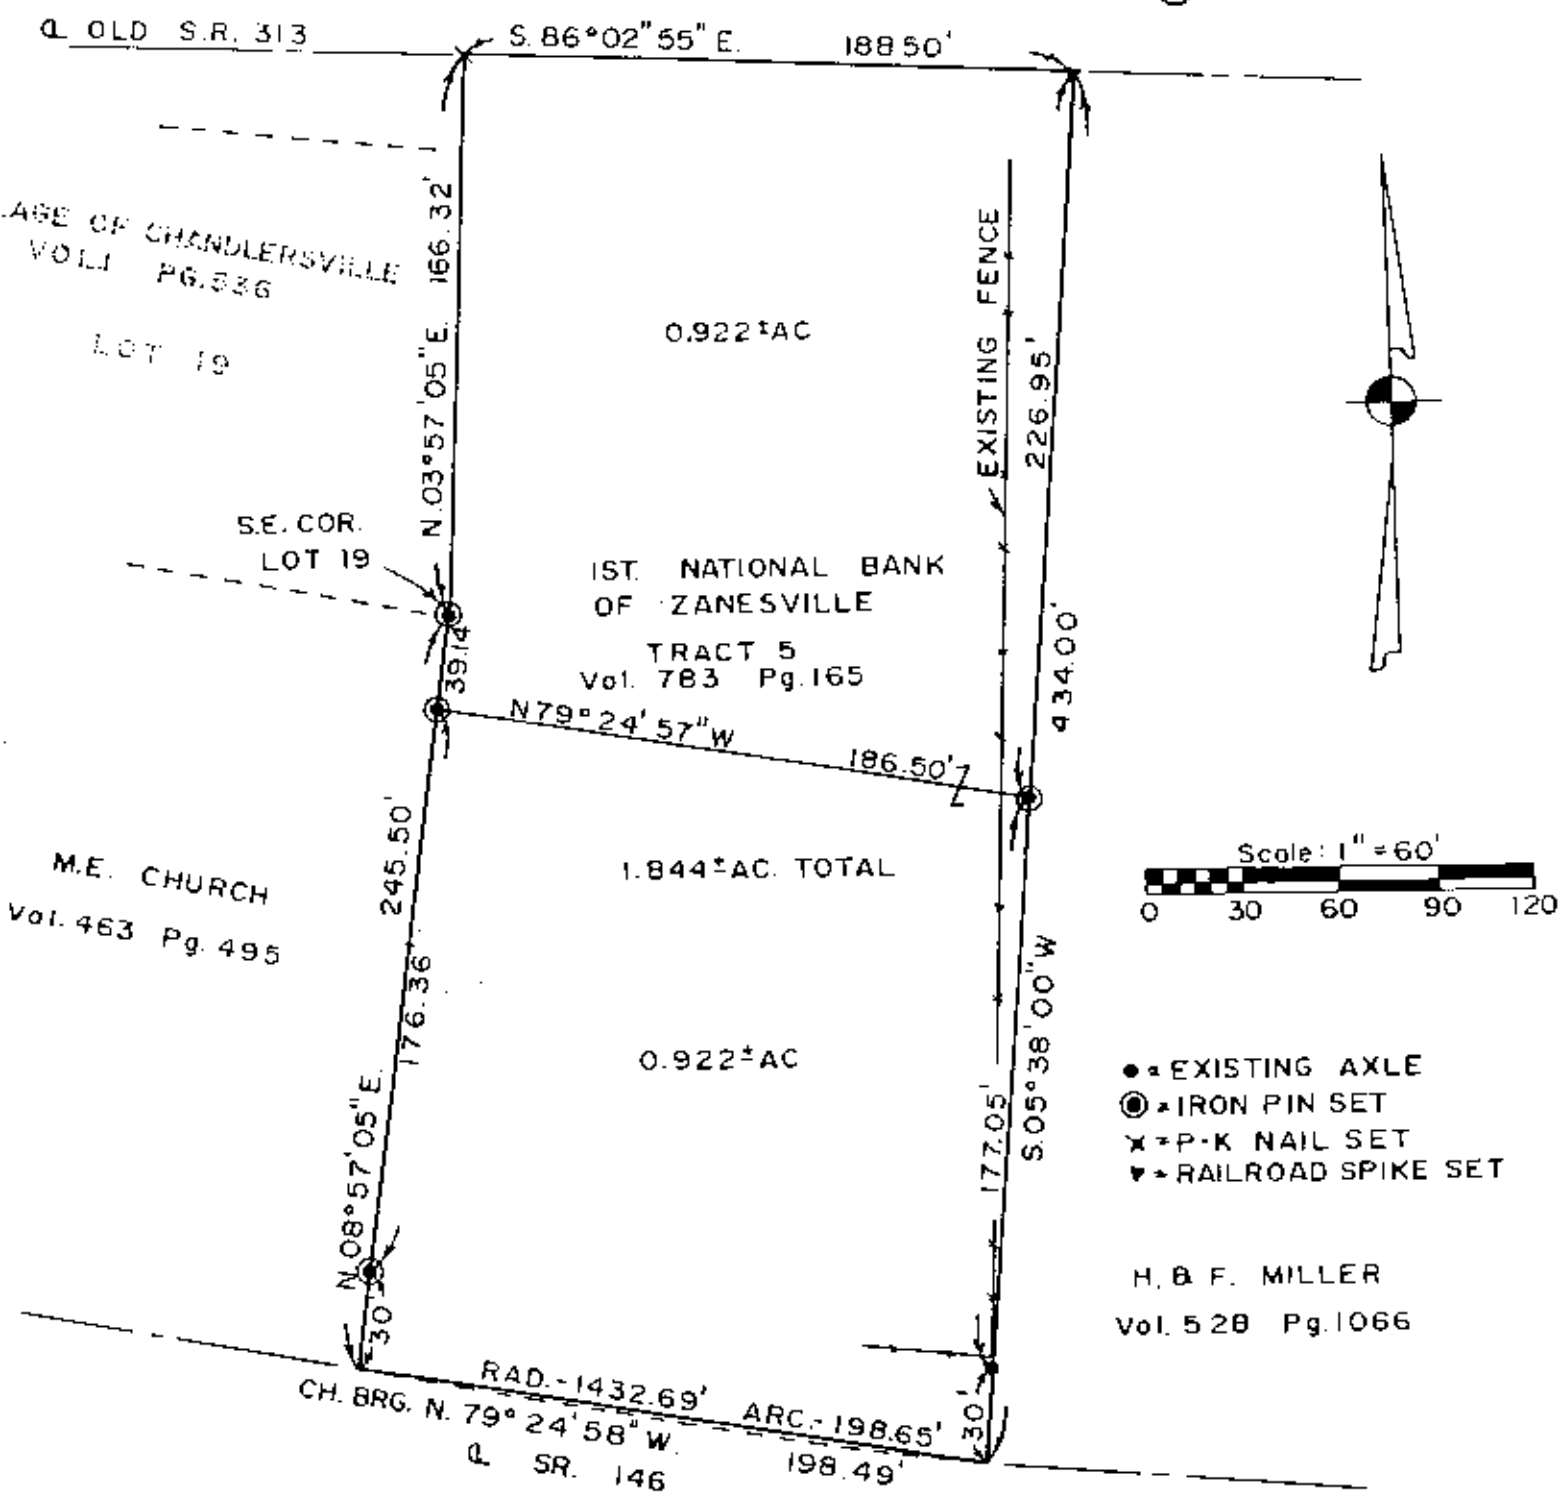 ℄ OLD S.R. 313
S. 86°02"55"E. 188.50'
166.32'
N.03°57'05"E.
.AGE OF CHANDLERSVILLE
VOL.1 PG.536
LOT 19
0.922±AC
EXISTING FENCE
226.95'
S.E. COR.
LOT 19
39.14'
1ST. NATIONAL BANK
OF ZANESVILLE
TRACT 5
Vol. 783 Pg.165
434.00'
N79°24'57"W 186.50'
245.50'
176.36'
M.E. CHURCH
Vol. 463 Pg. 495
1.844±AC. TOTAL
Scale: 1"=60'
0 30 60 90 120
S.05°38'00"W
177.05'
0.922±AC
N.08°57'05"E.
30'
= EXISTING AXLE
= IRON PIN SET
= P-K NAIL SET
= RAILROAD SPIKE SET
H. & F. MILLER
Vol. 528 Pg.1066
RAD.-1432.69' ARC.-198.65'
30'
CH. BRG. N. 79°24'58"W. 198.49'
℄ SR. 146